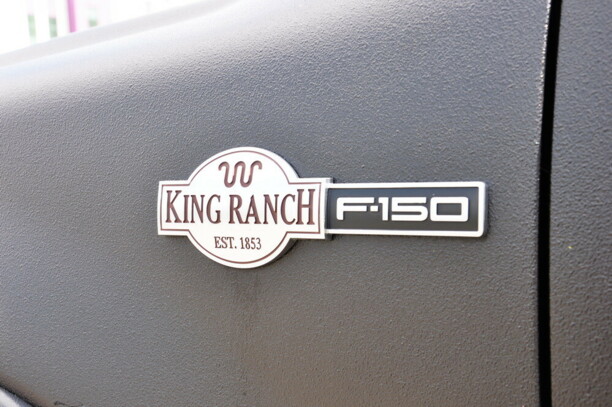 KING RANCH
EST. 1853
F-150